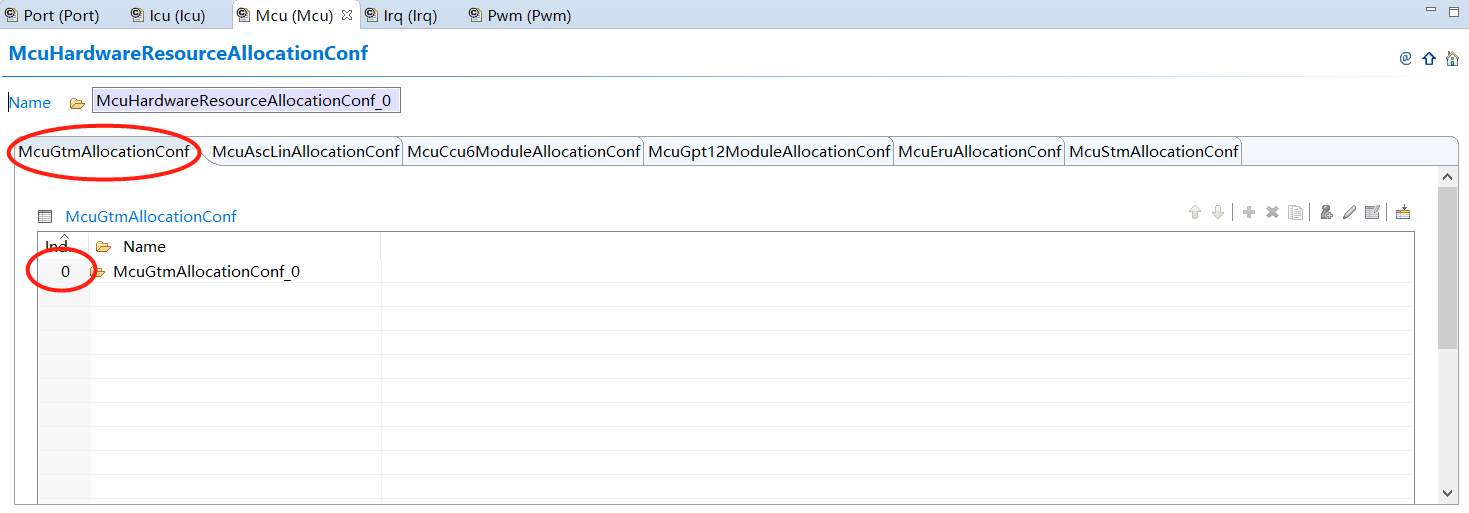 Port (Port) Icu (Icu) Mcu (Mcu) Irq (Irq) Pwm (Pwm)
McuHardwareResourceAllocationConf
Name McuHardwareResourceAllocationConf_0
McuGtmAllocationConf McuAscLinAllocationConf McuCcu6ModuleAllocationConf McuGpt12ModuleAllocationConf McuEruAllocationConf McuStmAllocationConf
McuGtmAllocationConf
Ind. Name
0 McuGtmAllocationConf_0